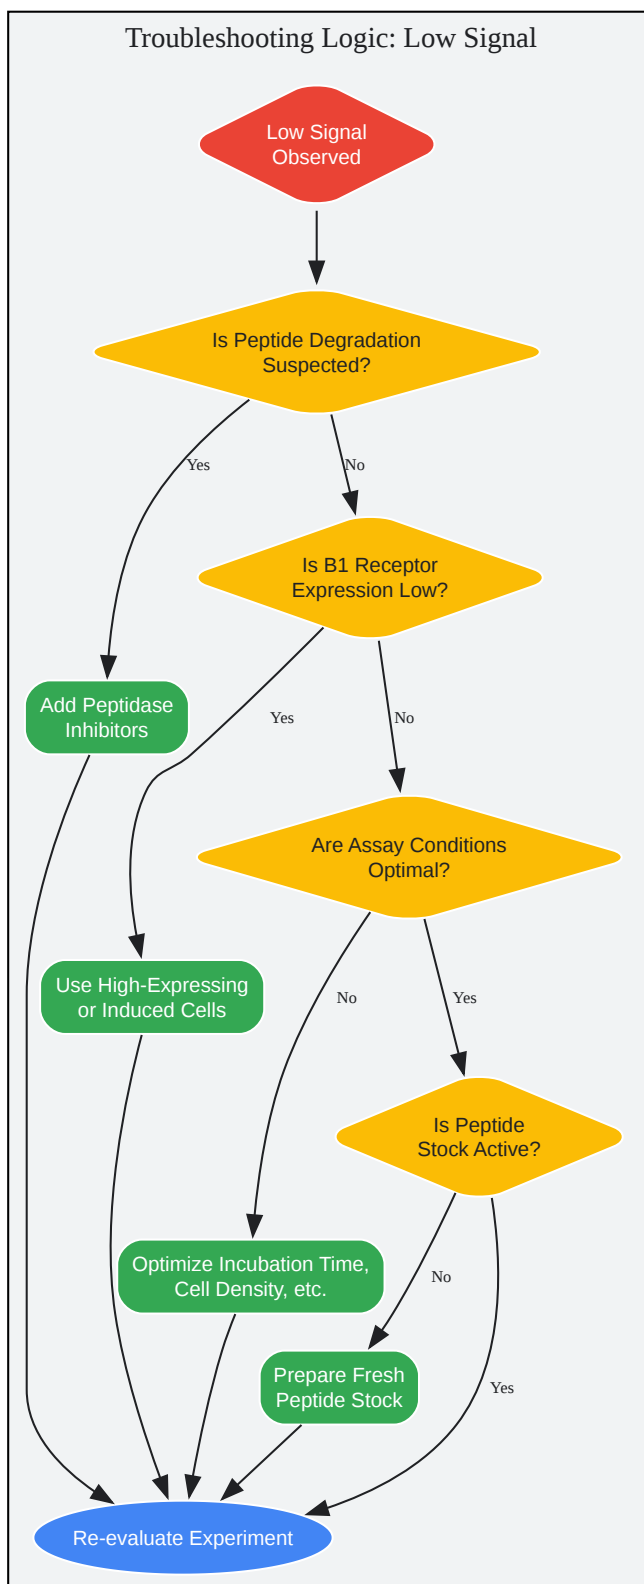 Troubleshooting Logic: Low Signal
Low Signal
Observed
Is Peptide Degradation
Suspected?
Yes
No
Is B1 Receptor
Expression Low?
Add Peptidase
Inhibitors
Yes
No
Are Assay Conditions
Optimal?
Use High-Expressing
or Induced Cells
No
Yes
Is Peptide
Stock Active?
Optimize Incubation Time,
Cell Density, etc.
No
Prepare Fresh
Peptide Stock
Yes
Re-evaluate Experiment